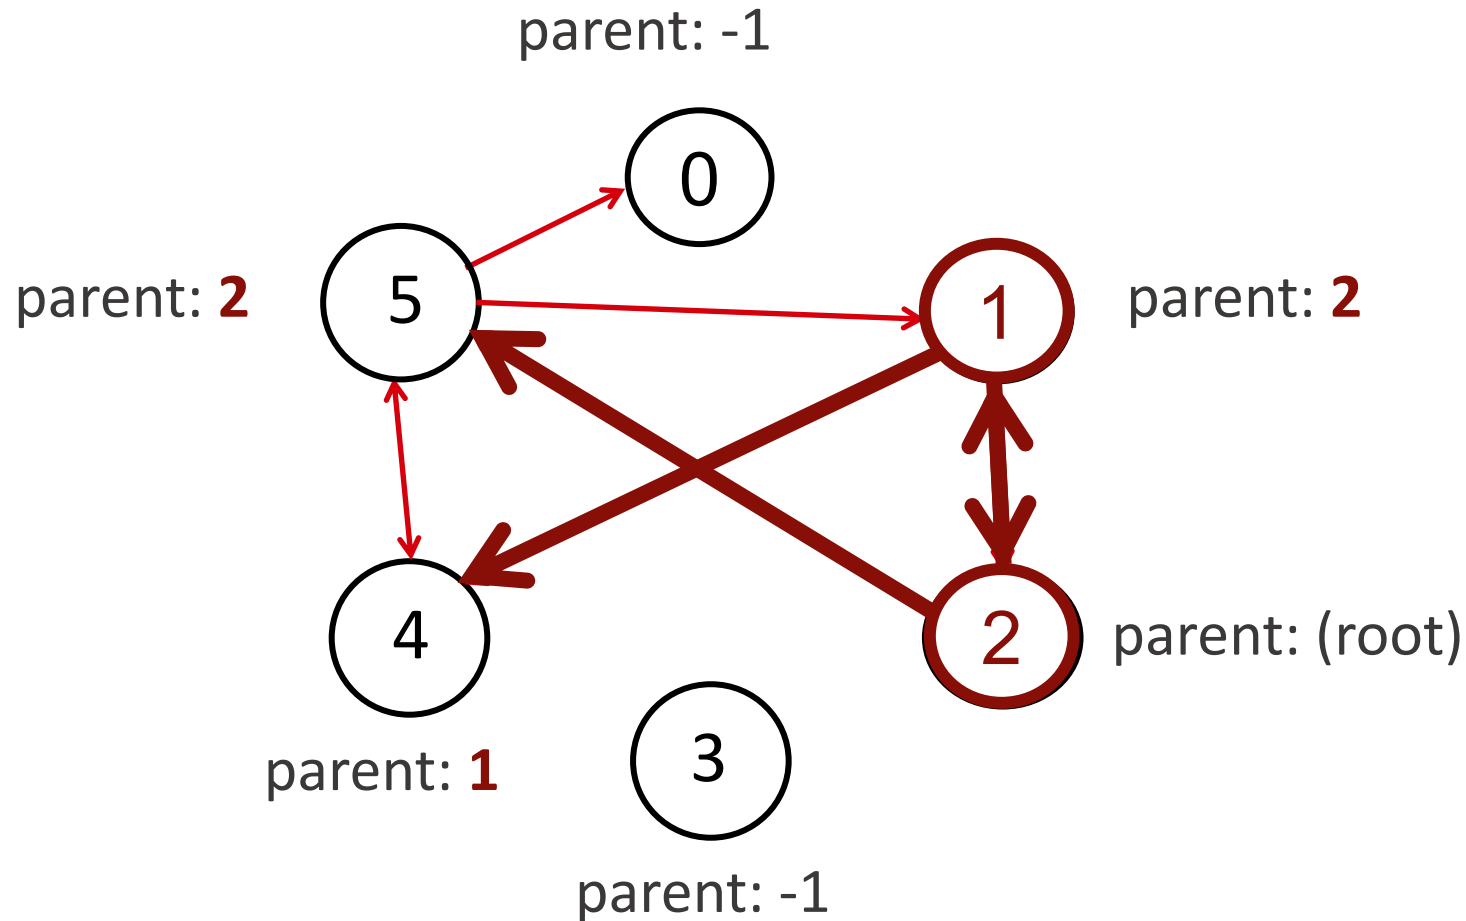 parent: -1
0
5
parent: 2
1
parent: 2
4
2
parent: (root)
parent: 1
3
parent: -1